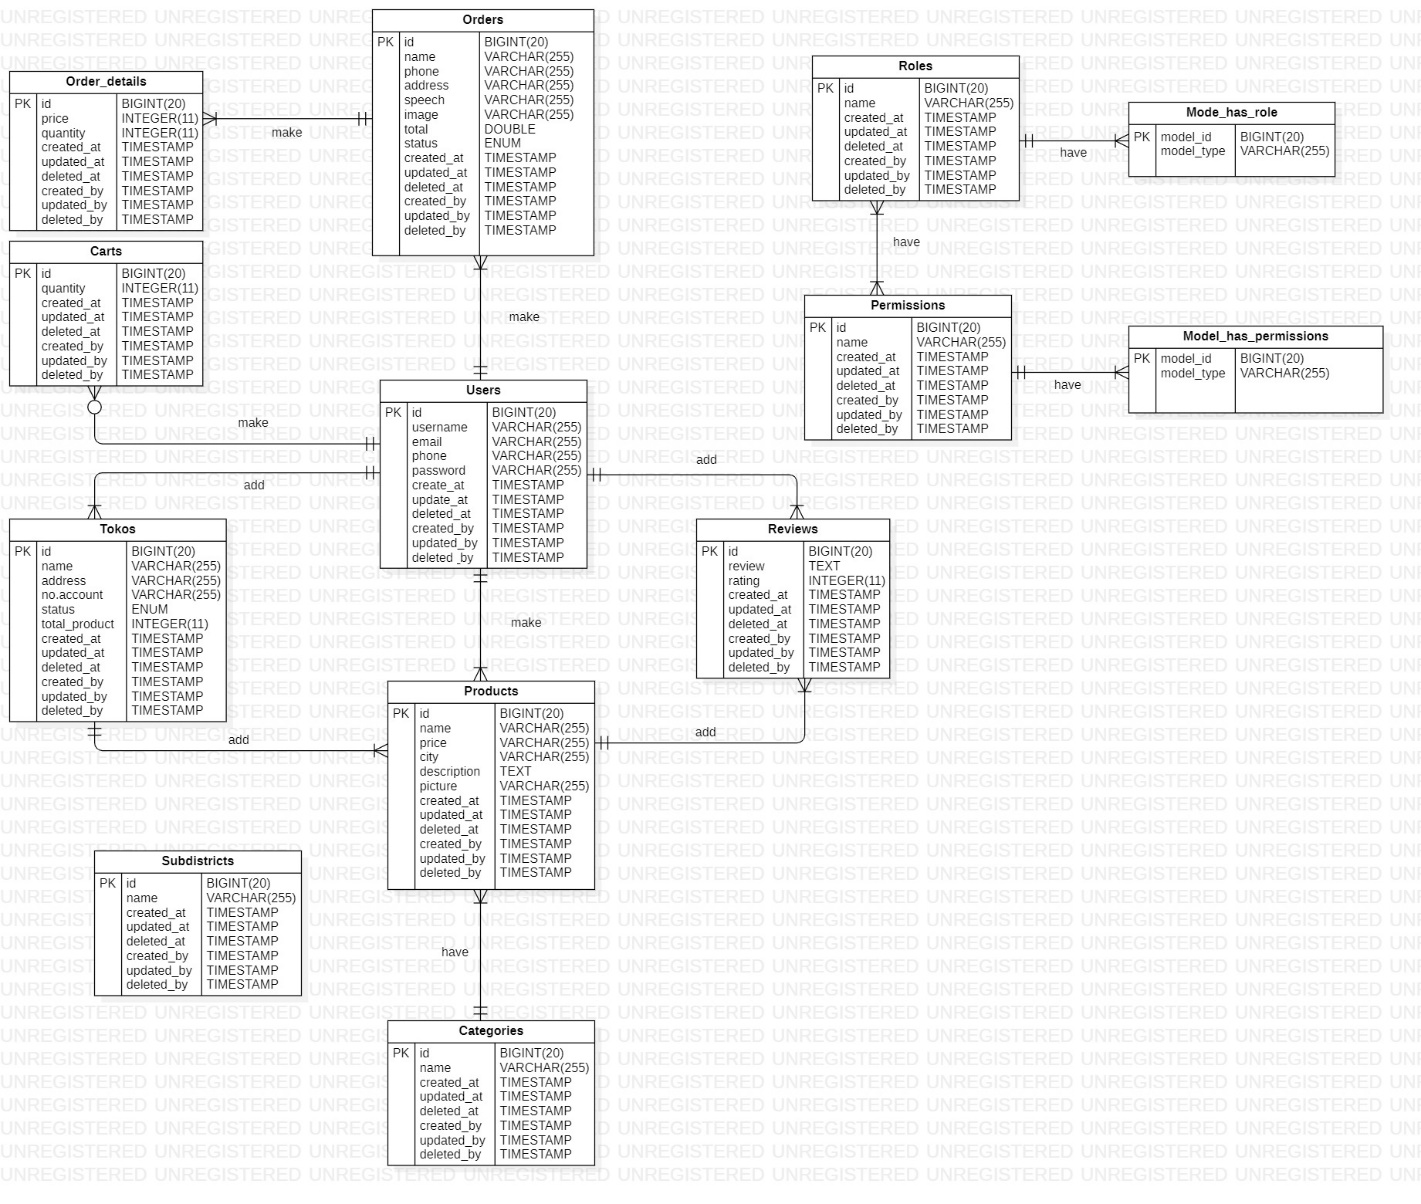 Orders
PK id BIGINT(20)
name VARCHAR(255)
phone VARCHAR(255)
address VARCHAR(255)
speech VARCHAR(255)
image VARCHAR(255)
total DOUBLE
status ENUM
created_at TIMESTAMP
updated_at TIMESTAMP
deleted_at TIMESTAMP
created_by TIMESTAMP
updated_by TIMESTAMP
deleted_by TIMESTAMP
Order_details
PK id BIGINT(20)
price INTEGER(11)
quantity INTEGER(11)
created_at TIMESTAMP
updated_at TIMESTAMP
deleted_at TIMESTAMP
created_by TIMESTAMP
updated_by TIMESTAMP
deleted_by TIMESTAMP
make
Carts
PK id BIGINT(20)
quantity INTEGER(11)
created_at TIMESTAMP
updated_at TIMESTAMP
deleted_at TIMESTAMP
created_by TIMESTAMP
updated_by TIMESTAMP
deleted_by TIMESTAMP
make
make
add
Users
PK id BIGINT(20)
username VARCHAR(255)
email VARCHAR(255)
phone VARCHAR(255)
password VARCHAR(255)
create_at TIMESTAMP
update_at TIMESTAMP
deleted_at TIMESTAMP
created_by TIMESTAMP
updated_by TIMESTAMP
deleted_by TIMESTAMP
Roles
PK id BIGINT(20)
name VARCHAR(255)
created_at TIMESTAMP
updated_at TIMESTAMP
deleted_at TIMESTAMP
created_by TIMESTAMP
updated_by TIMESTAMP
deleted_by TIMESTAMP
have
Mode_has_role
PK model_id BIGINT(20)
model_type VARCHAR(255)
have
Permissions
PK id BIGINT(20)
name VARCHAR(255)
created_at TIMESTAMP
updated_at TIMESTAMP
deleted_at TIMESTAMP
created_by TIMESTAMP
updated_by TIMESTAMP
deleted_by TIMESTAMP
have
Model_has_permissions
PK model_id BIGINT(20)
model_type VARCHAR(255)
add
Tokos
PK id BIGINT(20)
name VARCHAR(255)
address VARCHAR(255)
no.account VARCHAR(255)
status ENUM
total_product INTEGER(11)
created_at TIMESTAMP
updated_at TIMESTAMP
deleted_at TIMESTAMP
created_by TIMESTAMP
updated_by TIMESTAMP
deleted_by TIMESTAMP
Reviews
PK id BIGINT(20)
review TEXT
rating INTEGER(11)
created_at TIMESTAMP
updated_at TIMESTAMP
deleted_at TIMESTAMP
created_by TIMESTAMP
updated_by TIMESTAMP
deleted_by TIMESTAMP
make
add
add
Products
PK id BIGINT(20)
name VARCHAR(255)
price VARCHAR(255)
city VARCHAR(255)
description TEXT
picture VARCHAR(255)
created_at TIMESTAMP
updated_at TIMESTAMP
deleted_at TIMESTAMP
created_by TIMESTAMP
updated_by TIMESTAMP
deleted_by TIMESTAMP
Subdistricts
PK id BIGINT(20)
name VARCHAR(255)
created_at TIMESTAMP
updated_at TIMESTAMP
deleted_at TIMESTAMP
created_by TIMESTAMP
updated_by TIMESTAMP
deleted_by TIMESTAMP
have
Categories
PK id BIGINT(20)
name VARCHAR(255)
created_at TIMESTAMP
updated_at TIMESTAMP
deleted_at TIMESTAMP
created_by TIMESTAMP
updated_by TIMESTAMP
deleted_by TIMESTAMP
UNREGISTERED